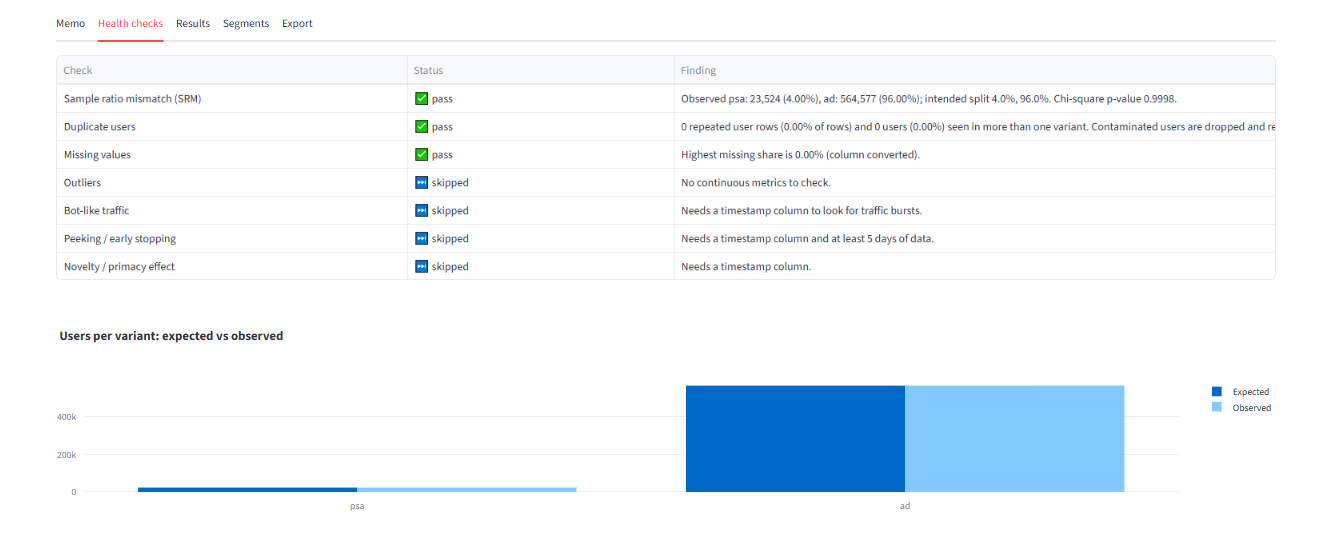 Memo Health checks Results Segments Export
Check Status Finding
Sample ratio mismatch (SRM) pass Observed psa: 23,524 (4.00%), ad: 564,577 (96.00%); intended split 4.0%, 96.0%. Chi-square p-value 0.9998.
Duplicate users pass 0 repeated user rows (0.00% of rows) and 0 users (0.00%) seen in more than one variant. Contaminated users are dropped and re
Missing values pass Highest missing share is 0.00% (column converted).
Outliers skipped No continuous metrics to check.
Bot-like traffic skipped Needs a timestamp column to look for traffic bursts.
Peeking / early stopping skipped Needs a timestamp column and at least 5 days of data.
Novelty / primacy effect skipped Needs a timestamp column.
Users per variant: expected vs observed
Expected
Observed
400k
200k
0
psa ad